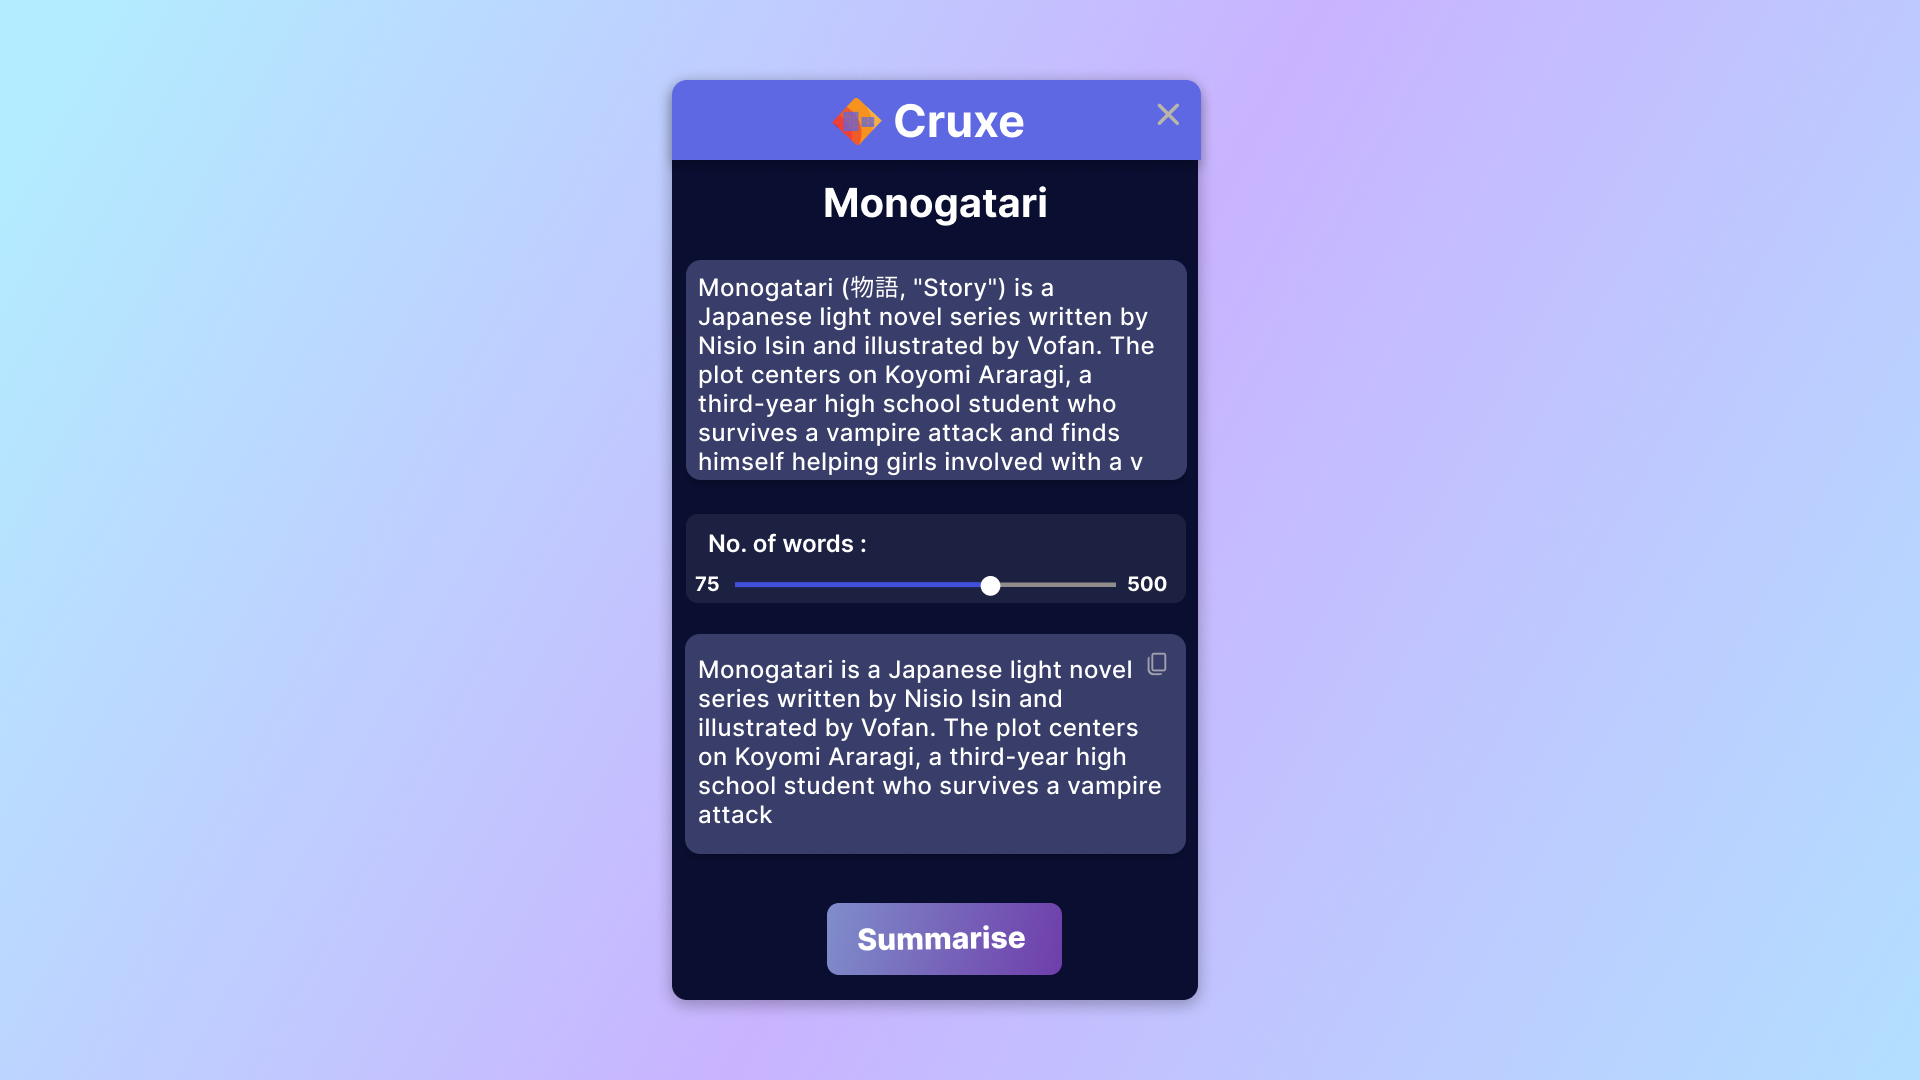 Cruxe
Monogatari
Monogatari (物語, "Story") is a
Japanese light novel series written by
Nisio Isin and illustrated by Vofan. The
plot centers on Koyomi Araragi, a
third-year high school student who
survives a vampire attack and finds
himself helping girls involved with a v
No. of words :
75 500
Monogatari is a Japanese light novel
series written by Nisio Isin and
illustrated by Vofan. The plot centers
on Koyomi Araragi, a third-year high
school student who survives a vampire
attack
Summarise